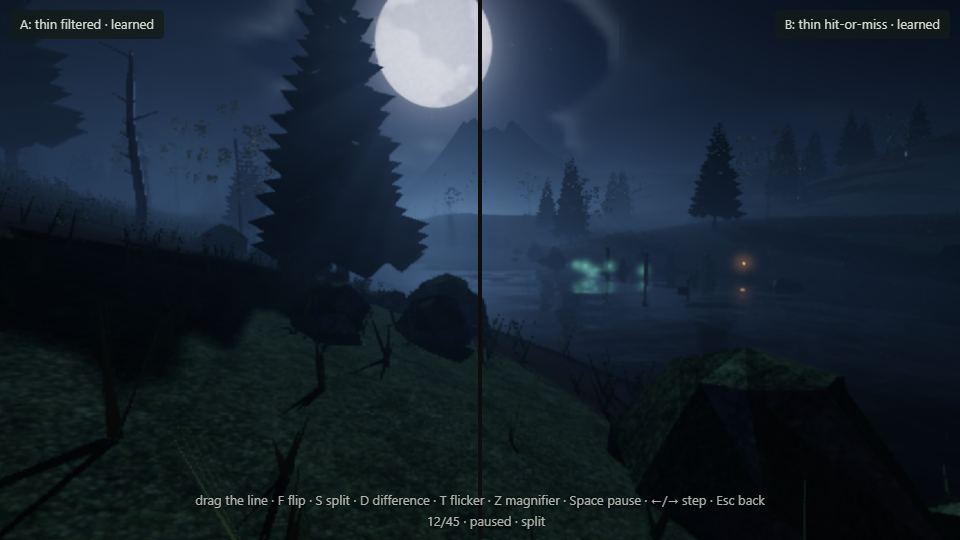 A: thin filtered · learned
B: thin hit-or-miss · learned
drag the line · F flip · S split · D difference · T flicker · Z magnifier · Space pause · ←/→ step · Esc back
12/45 · paused · split